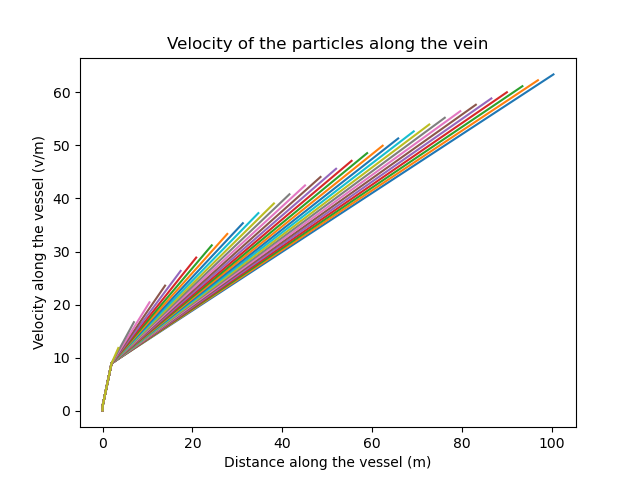 Velocity of the particles along the vein
Velocity along the vessel (v/m)
60
50
40
30
20
10
0
0 20 40 60 80 100
Distance along the vessel (m)